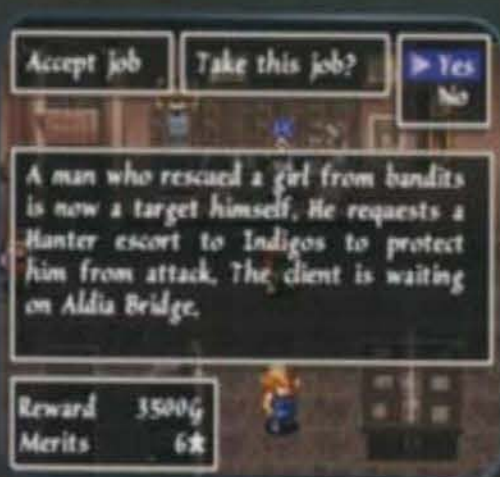 Accept job
Take this job?
Yes
No
A man who rescued a girl from bandits
is now a target himself. He requests a
Hunter escort to Indigos to protect
him from attack. The client is waiting
on Aldia Bridge.
Reward 3500G
Merits 6★